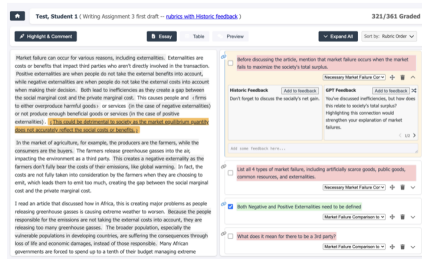 Test, Student 1 ( Writing Assignment 3 first draft -- rubrics with Historic feedback )
321/361 Graded
Highlight & Comment
Essay
Table
Preview
Expand All
Sort by: Rubric Order
Market failure can occur for various reasons, including externalities. Externalities are
costs or benefits that impact third parties who aren't directly involved in the transaction.
Positive externalities are when people do not take the external benefits into account,
while negative externalities are when people do not take the external costs into account
when making their decision. Both lead to inefficiencies as they create a gap between
the social marginal cost and the private marginal cost. This causes people and firms
to either overproduce harmful goods or services (in the case of negative externalities)
or not produce enough beneficial goods or services (in the case of positive
externalities). This could be detrimental to society as the market equilibrium quantity
does not accurately reflect the social costs or benefits.
In the market of agriculture, for example, the producers are the farmers, while the
consumers are the buyers. The farmers release greenhouse gases into the air,
impacting the environment as a third party. This creates a negative externality as the
farmers don't fully bear the costs of their emissions, like global warming. In fact, the
costs are not fully taken into consideration by the farmers when they are choosing to
emit, which leads them to emit too much, creating the gap between the social marginal
cost and the private marginal cost.
I read an article that discussed how in Africa, this is creating major problems as people
releasing greenhouse gasses is causing extreme weather to worsen. Because the people
responsible for the emissions are not taking the external costs into account, they are
releasing too many greenhouse gasses. The broader population, especially the
vulnerable populations in developing countries, are suffering the consequences through
loss of life and economic damages, instead of those responsible. Many African
governments are forced to spend up to a tenth of their budget managing extreme
Before discussing the article, mention that market failure occurs when the market
fails to maximize the society's total surplus.
Necessary Market Failure Cor
Historic Feedback
Add to feedback
Don't forget to discuss the society's net gain.
GPT Feedback
Add to feedback
You've discussed inefficiencies, but how does
this relate to society's total surplus?
Highlighting this connection would
strengthen your explanation of market
failures.
Add new feedback here...
List all 4 types of market failure, including artificially scarce goods, public goods,
common resources, and externalities.
Necessary Market Failure Cor
Both Negative and Positive Externalities need to be defined
Market Failure Comparison to
What does it mean for there to be a 3rd party?
Market Failure Comparison to